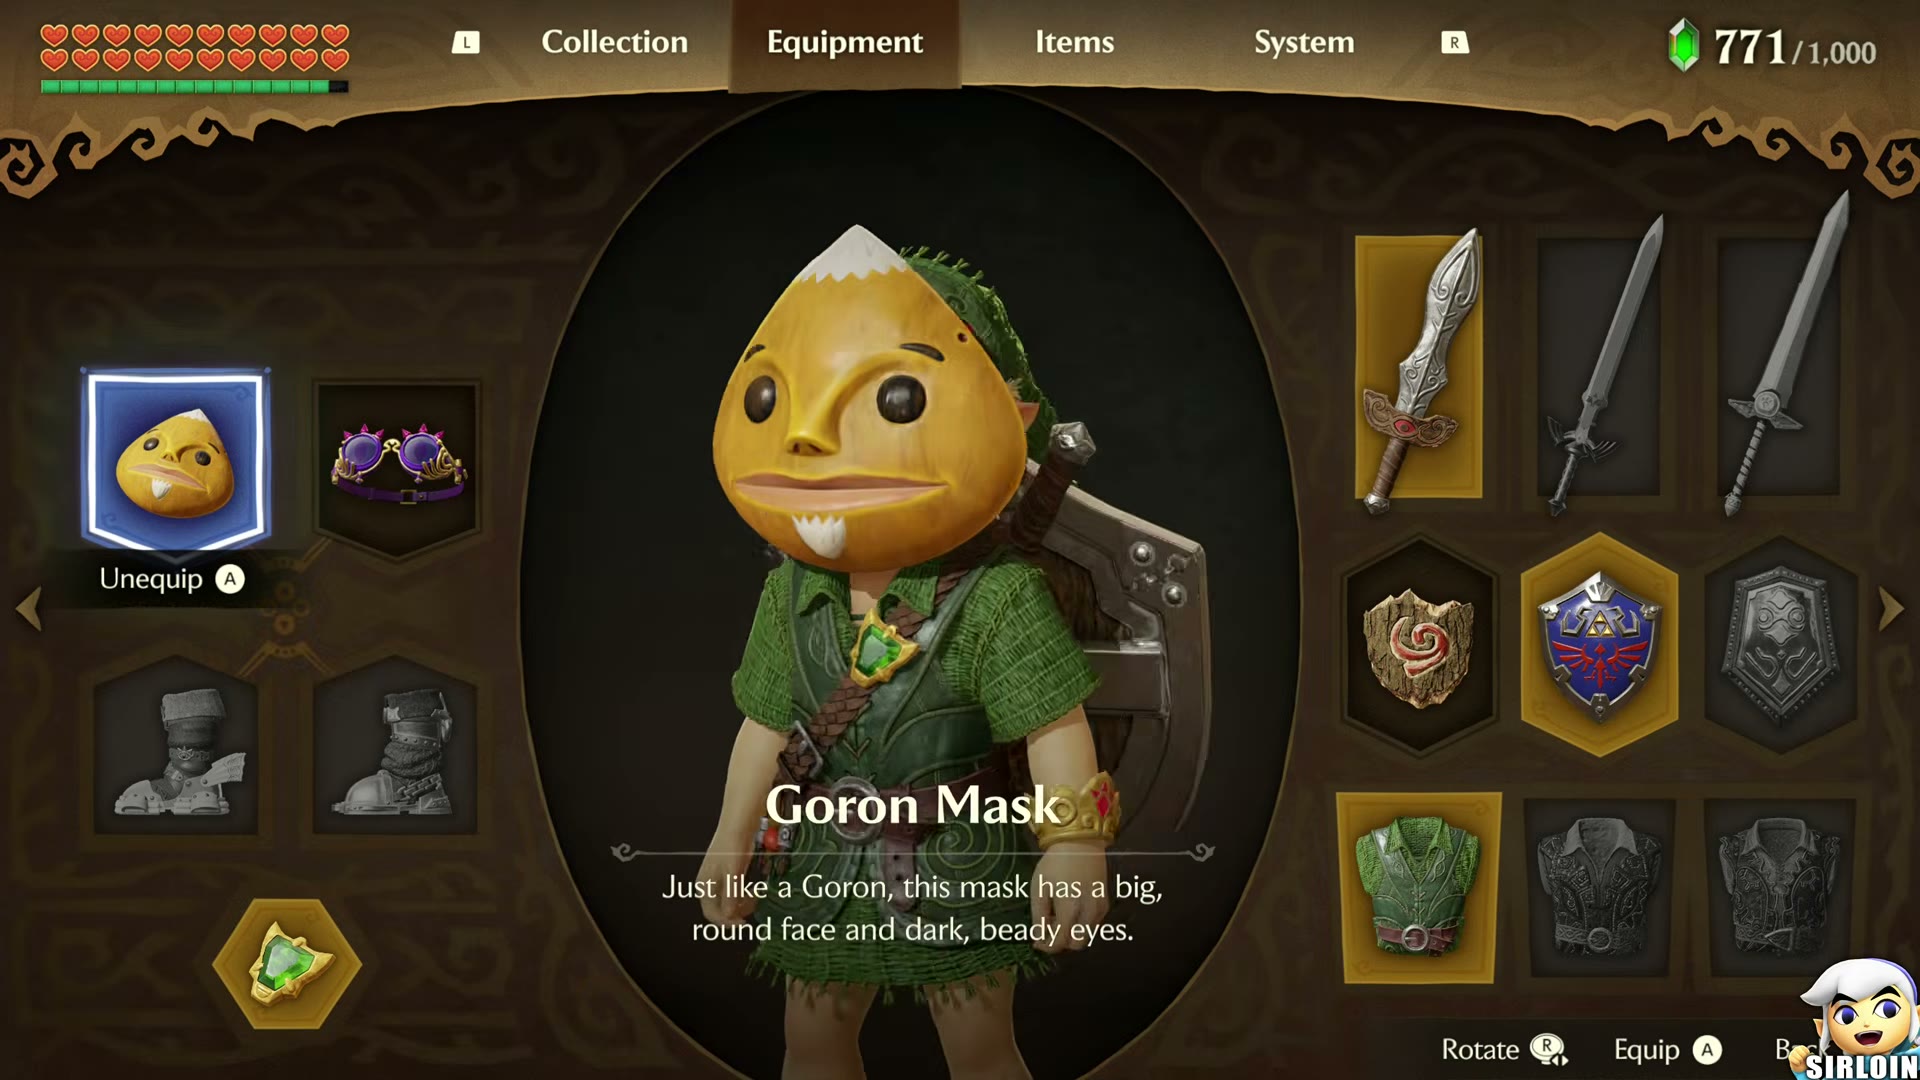 L Collection Equipment Items System R
771/1,000
Unequip A
Goron Mask
Just like a Goron, this mask has a big,
round face and dark, beady eyes.
Rotate R Equip A
SIRLOIN